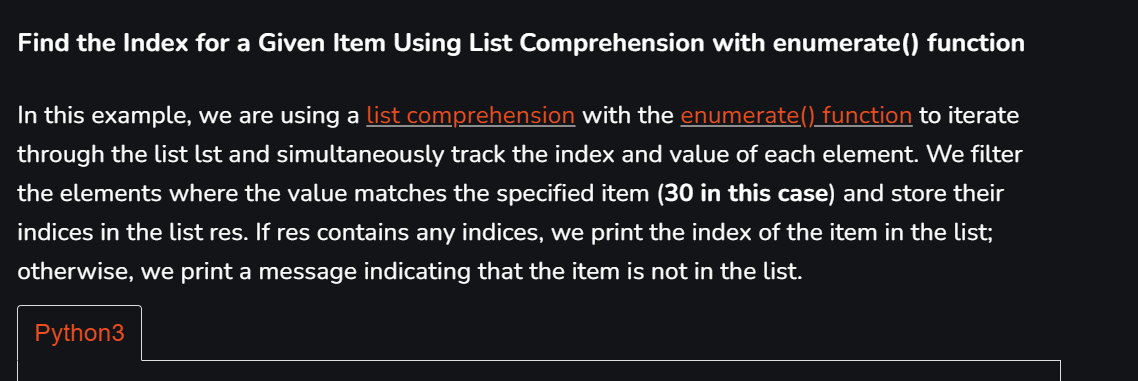 Find the Index for a Given Item Using List Comprehension with enumerate() function
In this example, we are using a list comprehension with the enumerate() function to iterate
through the list lst and simultaneously track the index and value of each element. We filter
the elements where the value matches the specified item (30 in this case) and store their
indices in the list res. If res contains any indices, we print the index of the item in the list;
otherwise, we print a message indicating that the item is not in the list.
Python3